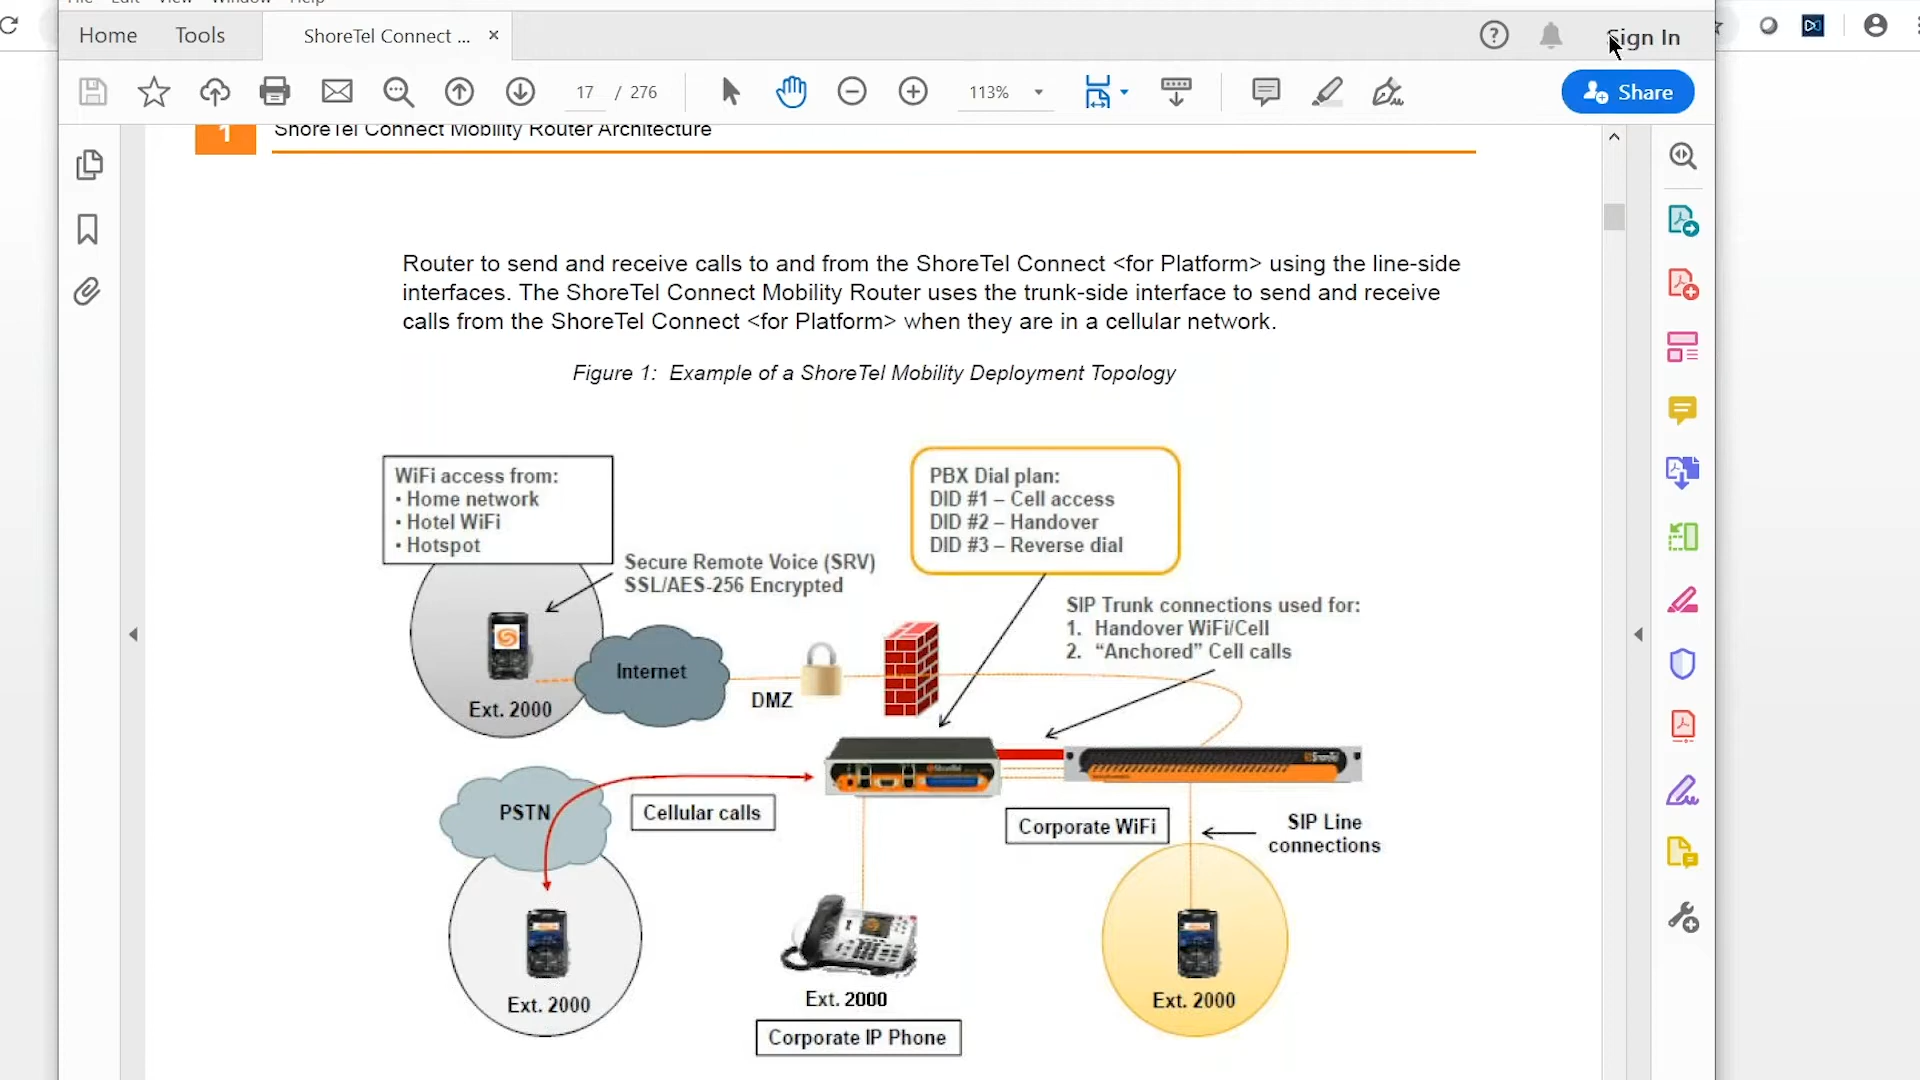 File Edit View Window Help
Home Tools ShoreTel Connect ... × Sign In
17 / 276 113% Share
1 ShoreTel Connect Mobility Router Architecture
Router to send and receive calls to and from the ShoreTel Connect <for Platform> using the line-side
interfaces. The ShoreTel Connect Mobility Router uses the trunk-side interface to send and receive
calls from the ShoreTel Connect <for Platform> when they are in a cellular network.
Figure 1: Example of a ShoreTel Mobility Deployment Topology
WiFi access from:
• Home network
• Hotel WiFi
• Hotspot
PBX Dial plan:
DID #1 – Cell access
DID #2 – Handover
DID #3 – Reverse dial
Secure Remote Voice (SRV)
SSL/AES-256 Encrypted
SIP Trunk connections used for:
1. Handover WiFi/Cell
2. “Anchored” Cell calls
Internet
DMZ
Ext. 2000
ShoreTel
ShoreTel
PSTN
Cellular calls
Corporate WiFi
SIP Line
connections
Ext. 2000
Ext. 2000
Corporate IP Phone
Ext. 2000